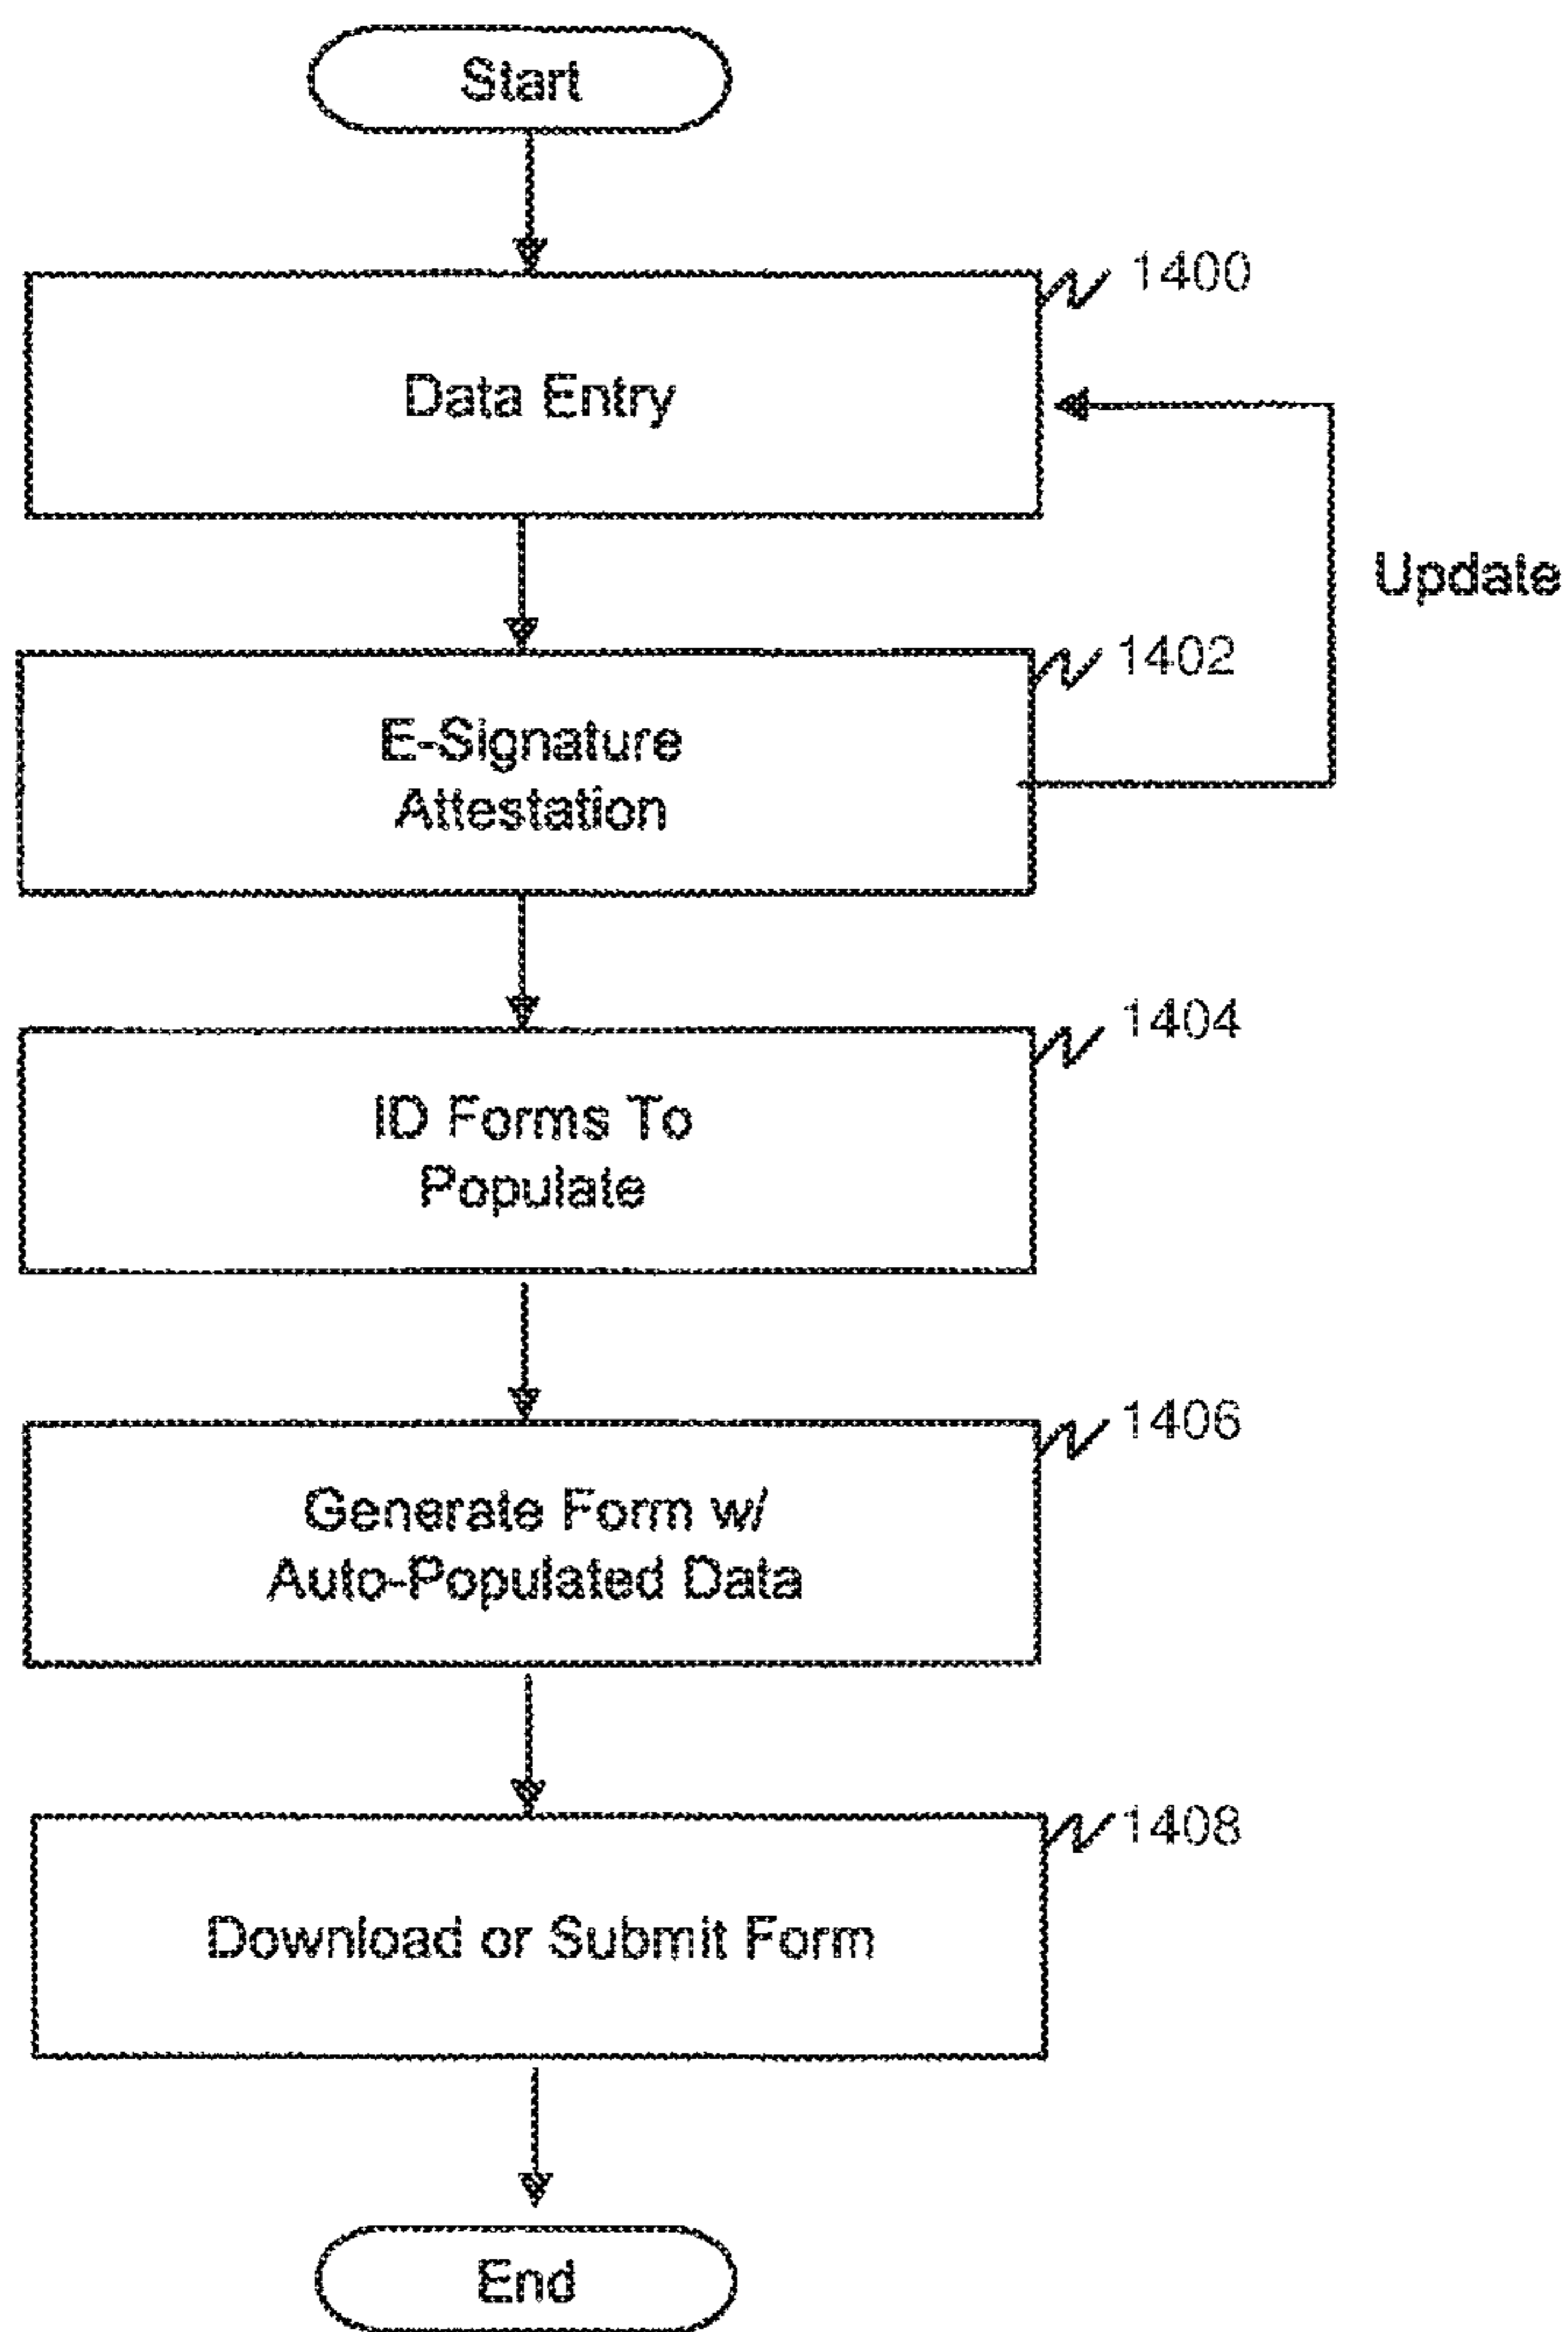 Start
1400
Data Entry
Update
1402
E-Signature
Attestation
1404
ID Forms To
Populate
1406
Generate Form w/
Auto-Populated Data
1408
Download or Submit Form
End